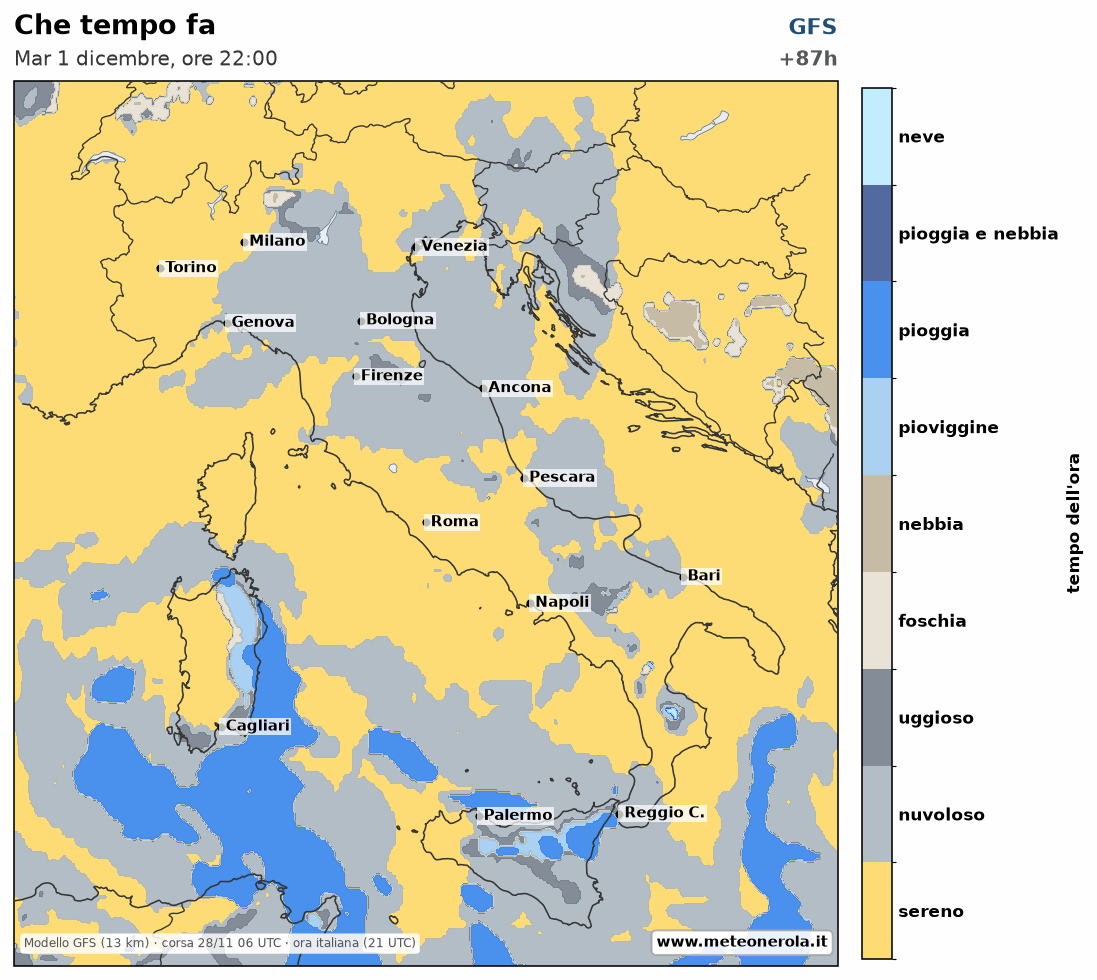 Che tempo fa
GFS
Mar 1 dicembre, ore 22:00
+87h
neve
pioggia e nebbia
pioggia
pioviggine
nebbia
foschia
uggioso
nuvoloso
sereno
tempo dell'ora
Milano
Venezia
Torino
Genova
Bologna
Firenze
Ancona
Pescara
Roma
Bari
Napoli
Cagliari
Palermo
Reggio C.
Modello GFS (13 km) · corsa 28/11 06 UTC · ora italiana (21 UTC)
www.meteonerola.it